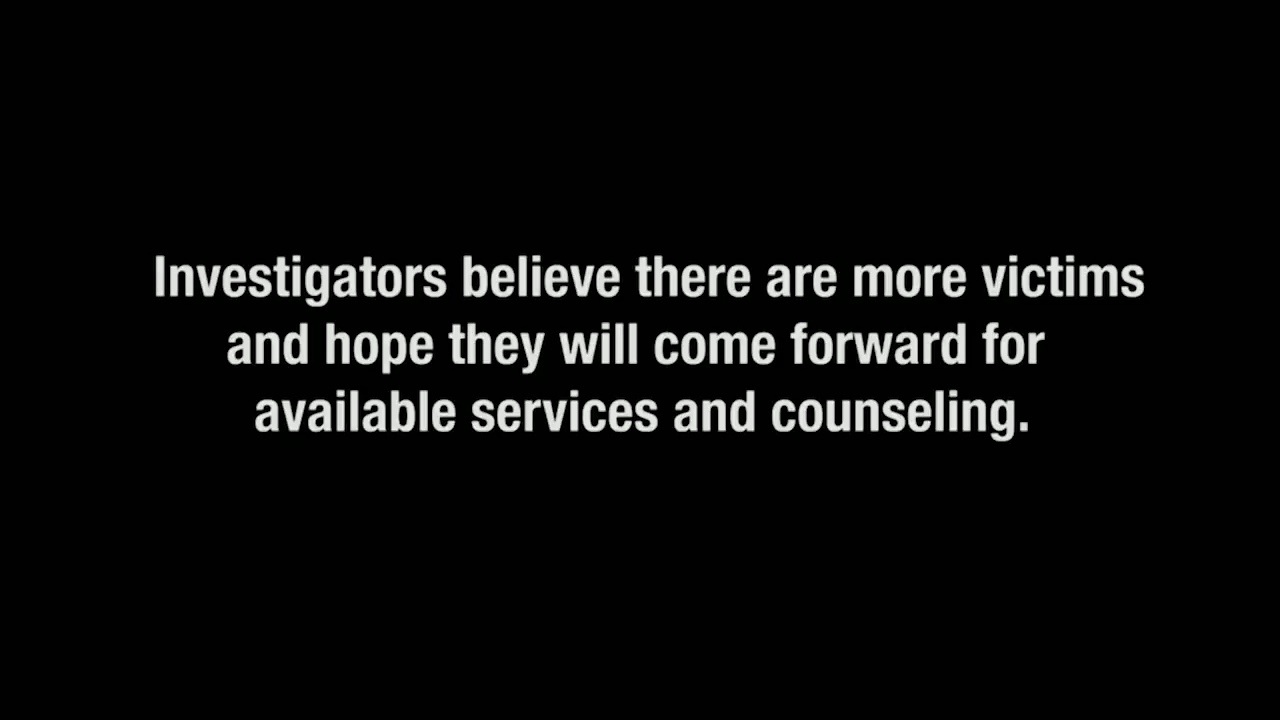 Investigators believe there are more victims
and hope they will come forward for
available services and counseling.